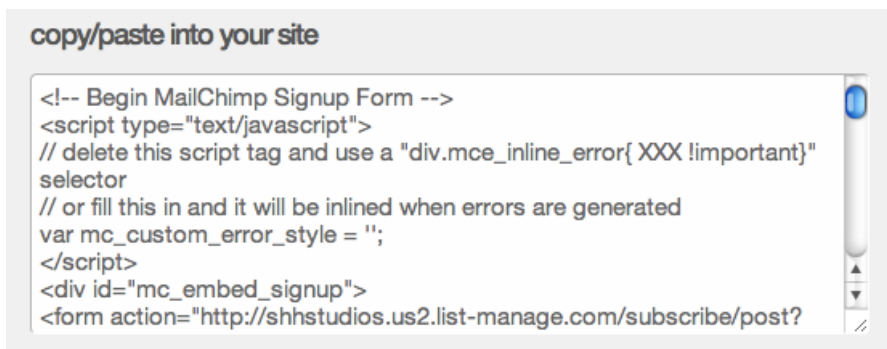 copy/paste into your site
<!-- Begin MailChimp Signup Form -->
<script type="text/javascript">
// delete this script tag and use a "div.mce_inline_error{ XXX !important}"
selector
// or fill this in and it will be inlined when errors are generated
var mc_custom_error_style = '';
</script>
<div id="mc_embed_signup">
<form action="http://shhstudios.us2.list-manage.com/subscribe/post?